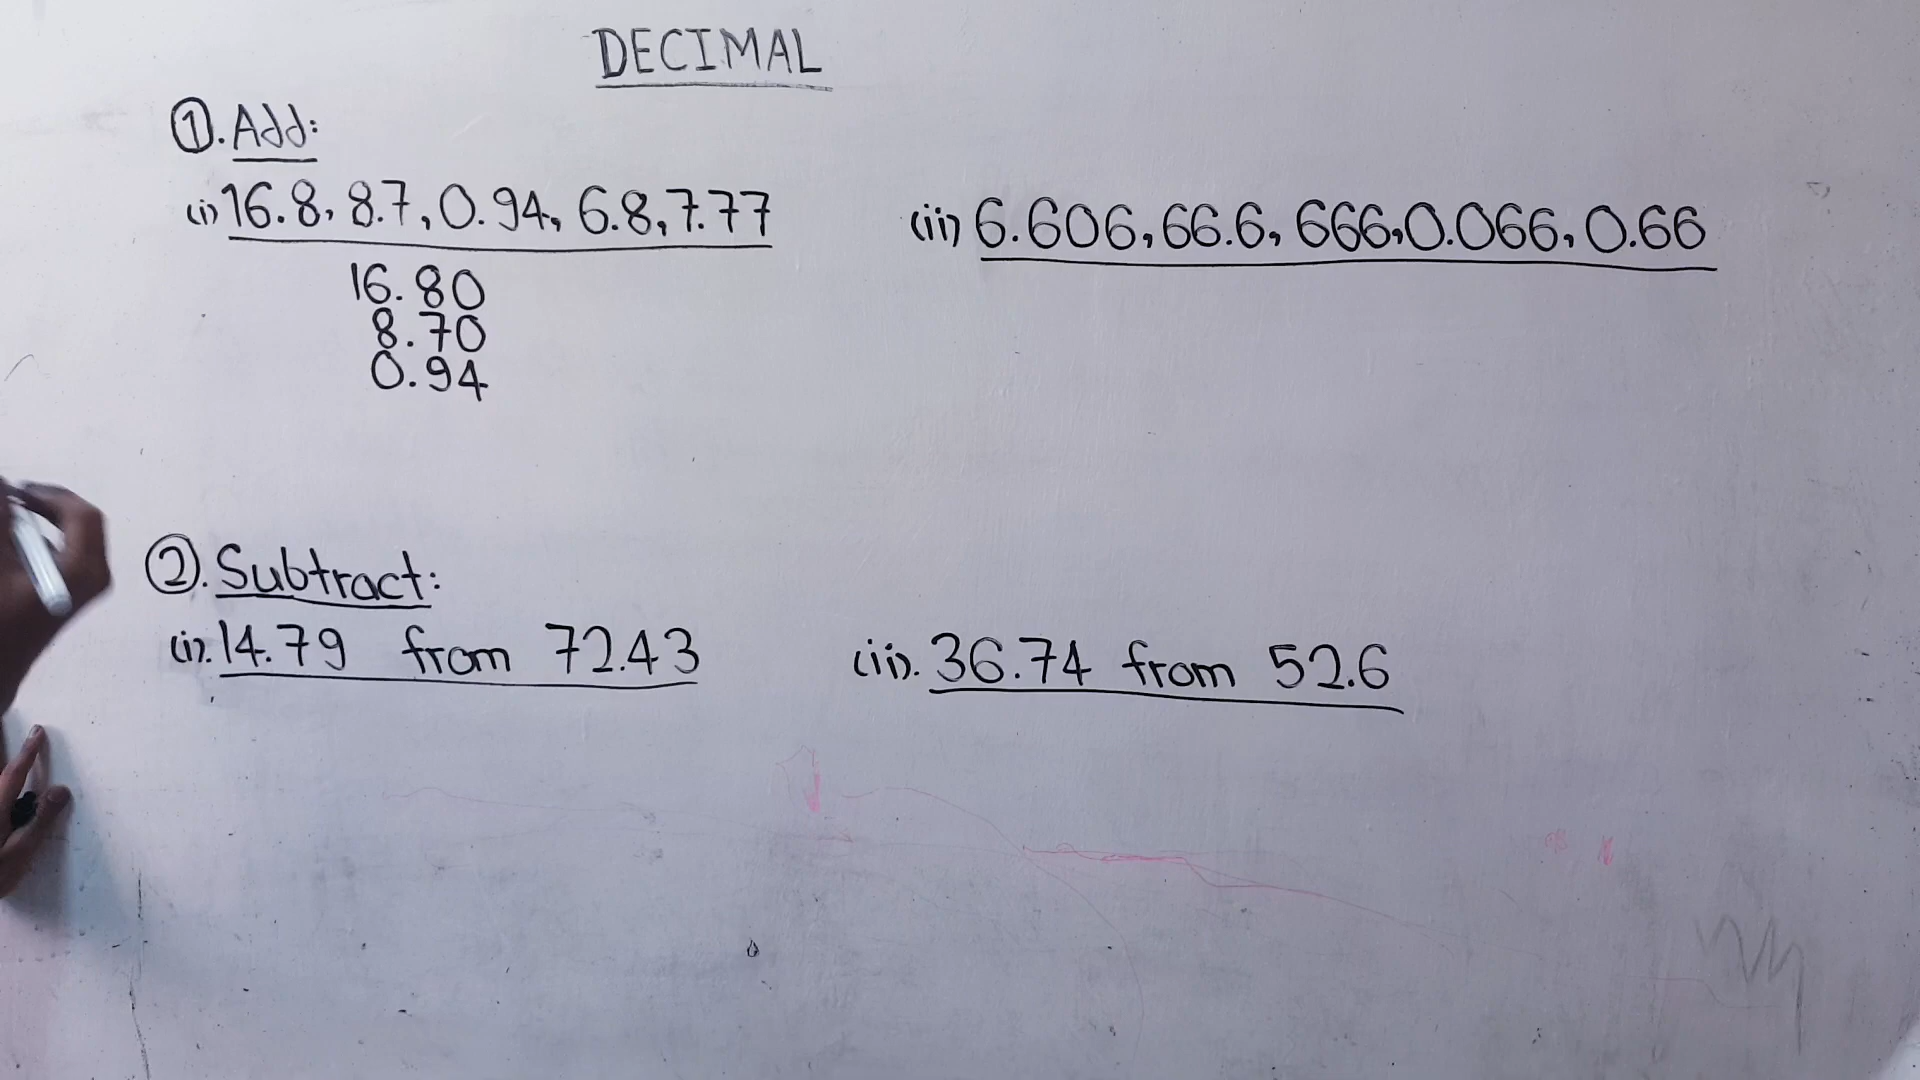 DECIMAL
①. Add:
(i) 16.8, 8.7, 0.94, 6.8, 7.77
(ii) 6.606, 66.6, 666, 0.066, 0.66
16.80
8.70
0.94
②. Subtract:
(i). 14.79 from 72.43
(ii). 36.74 from 52.6